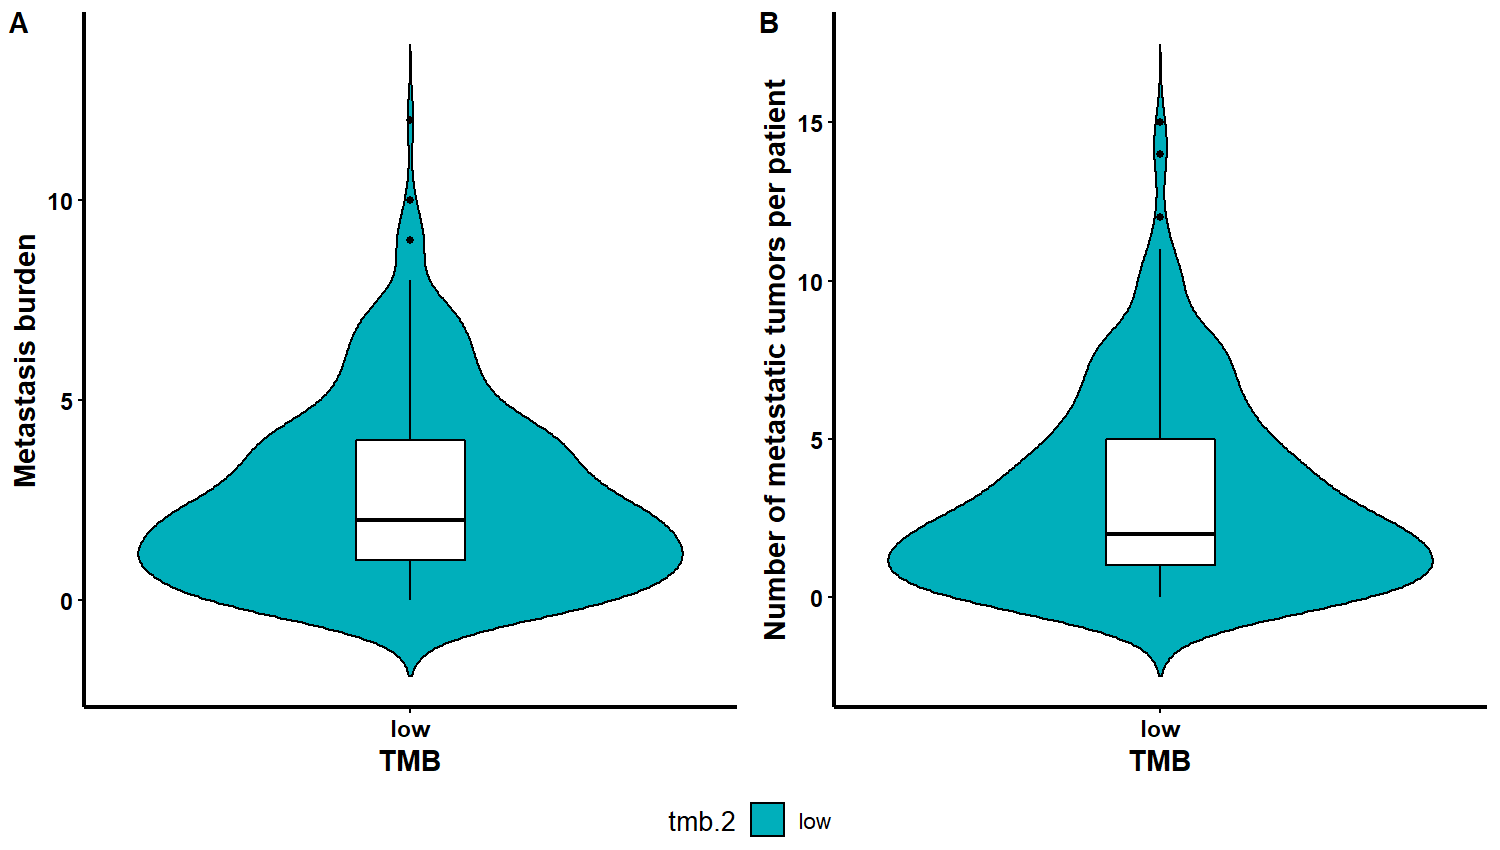 A
Metastasis burden
10
5
0
low
TMB
B
Number of metastatic tumors per patient
15
10
5
0
low
TMB
tmb.2 low